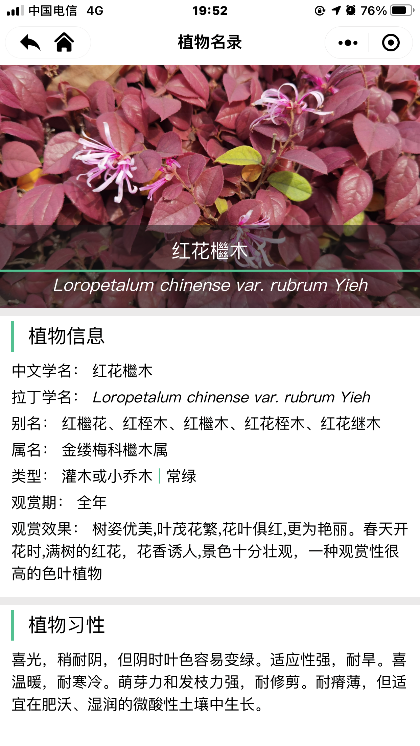 中国电信 4G 19:52 76%
植物名录
红花檵木
Loropetalum chinense var. rubrum Yieh
植物信息
中文学名： 红花檵木
拉丁学名： Loropetalum chinense var. rubrum Yieh
别名： 红檵花、红桎木、红檵木、红花桎木、红花继木
属名： 金缕梅科檵木属
类型： 灌木或小乔木｜常绿
观赏期： 全年
观赏效果： 树姿优美,叶茂花繁,花叶俱红,更为艳丽。春天开
花时,满树的红花，花香诱人,景色十分壮观，一种观赏性很
高的色叶植物
植物习性
喜光，稍耐阴，但阴时叶色容易变绿。适应性强，耐旱。喜
温暖，耐寒冷。萌芽力和发枝力强，耐修剪。耐瘠薄，但适
宜在肥沃、湿润的微酸性土壤中生长。